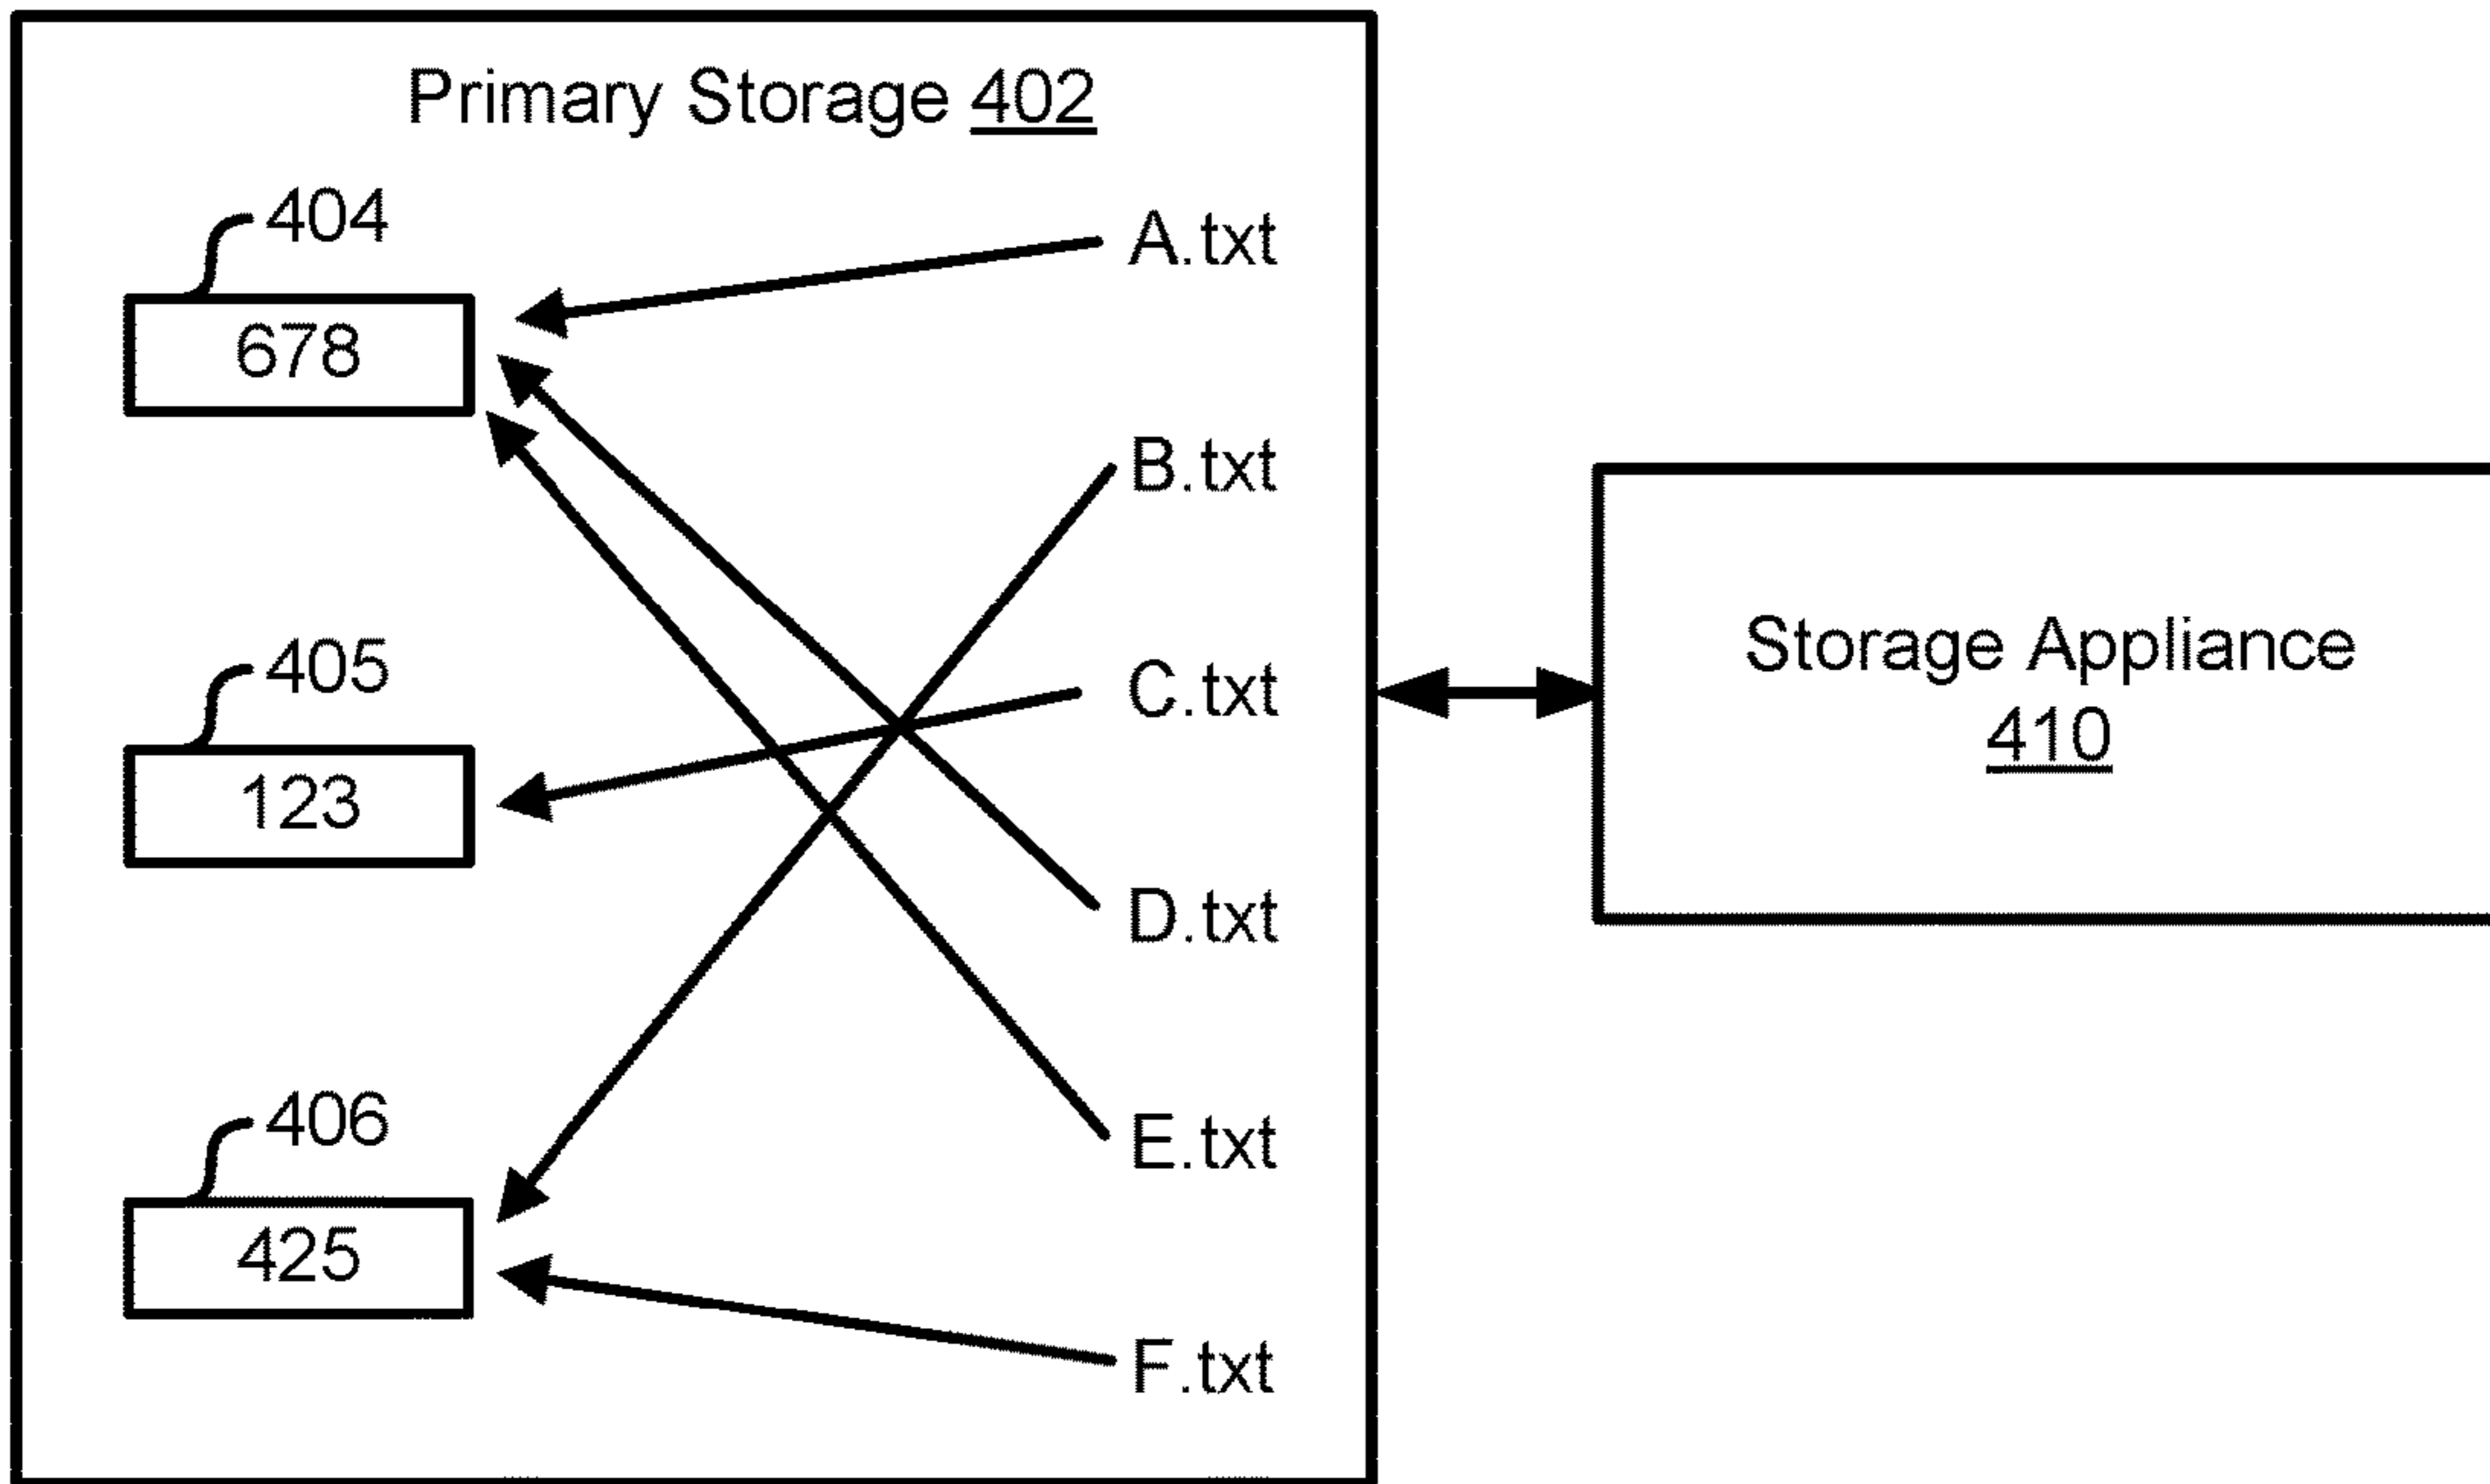 Primary Storage 402
404
A.txt
678
B.txt
405
C.txt
123
D.txt
406
E.txt
425
F.txt
Storage Appliance
410